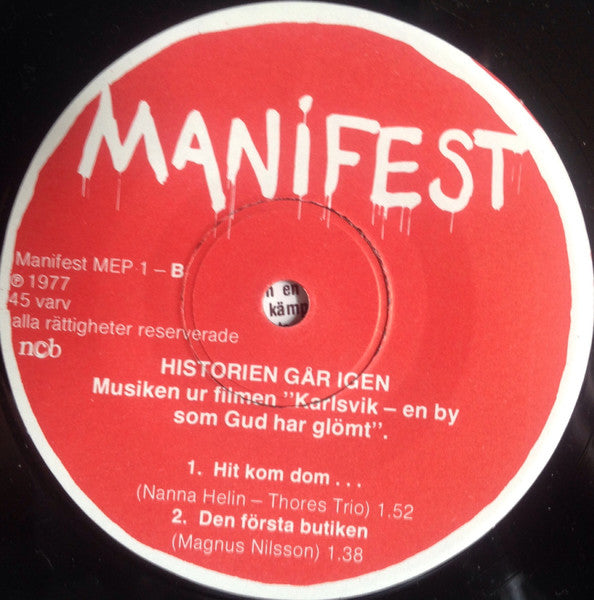 MANiFEST
Manifest MEP 1 – B
℗ 1977
45 varv
alla rättigheter reserverade
ncb
n en
kämp
HISTORIEN GÅR IGEN
Musiken ur filmen ”Karlsvik – en by
som Gud har glömt”.
1. Hit kom dom . . .
(Nanna Helin – Thores Trio) 1.52
2. Den första butiken
(Magnus Nilsson) 1.38